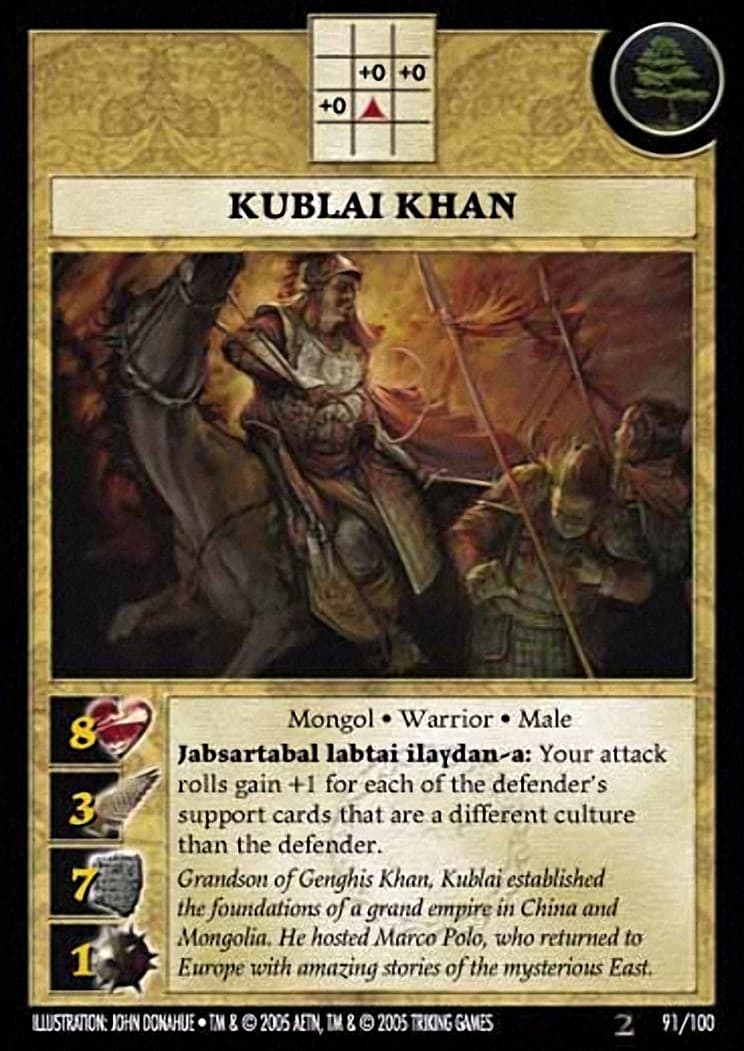 +0 +0
+0
KUBLAI KHAN
8
3
7
1
Mongol • Warrior • Male
Jabsartabal labtai ilaɣdan-a: Your attack
rolls gain +1 for each of the defender's
support cards that are a different culture
than the defender.
Grandson of Genghis Khan, Kublai established
the foundations of a grand empire in China and
Mongolia. He hosted Marco Polo, who returned to
Europe with amazing stories of the mysterious East.
ILLUSTRATION: JOHN DONAHUE • TM & © 2005 AETN, TM & © 2005 TRIKING GAMES 2 91/100